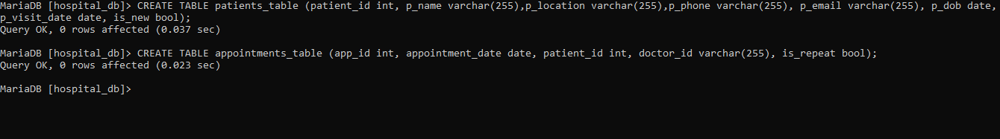 MariaDB [hospital_db]> CREATE TABLE patients_table (patient_id int, p_name varchar(255),p_location varchar(255),p_phone varchar(255), p_email varchar(255), p_dob date,
p_visit_date date, is_new bool);
Query OK, 0 rows affected (0.037 sec)
MariaDB [hospital_db]> CREATE TABLE appointments_table (app_id int, appointment_date date, patient_id int, doctor_id varchar(255), is_repeat bool);
Query OK, 0 rows affected (0.023 sec)
MariaDB [hospital_db]>